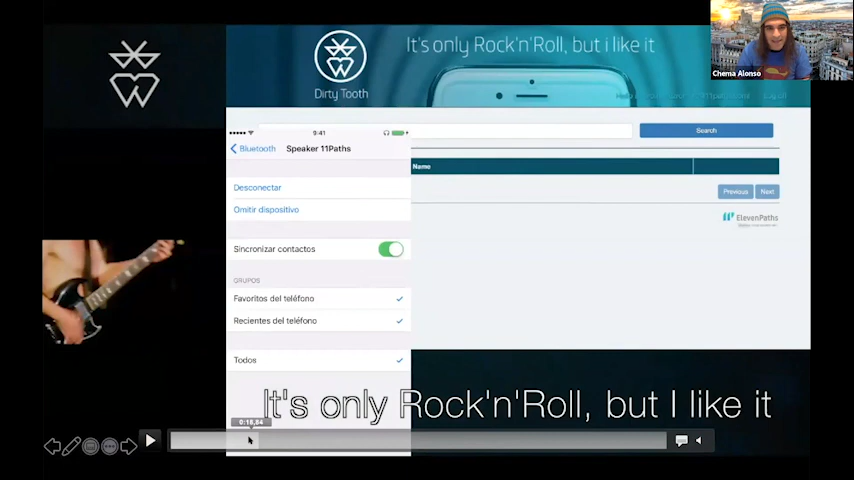 It's only Rock'n'Roll, but i like it
Dirty Tooth
Chema Alonso
9:41
Bluetooth
Speaker 11Paths
Search
Name
Desconectar
Previous
Next
Omitir dispositivo
ElevenPaths
Sincronizar contactos
GRUPOS
Favoritos del teléfono
Recientes del teléfono
Todos
It's only Rock'n'Roll, but I like it
0:18,84